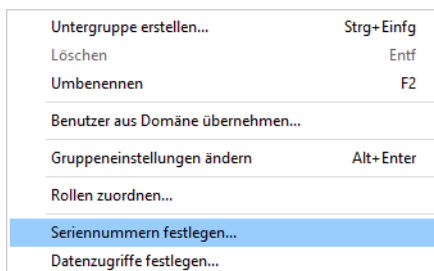 Untergruppe erstellen... Strg+Einfg
Löschen Entf
Umbenennen F2
Benutzer aus Domäne übernehmen...
Gruppeneinstellungen ändern Alt+Enter
Rollen zuordnen...
Seriennummern festlegen...
Datenzugriffe festlegen...